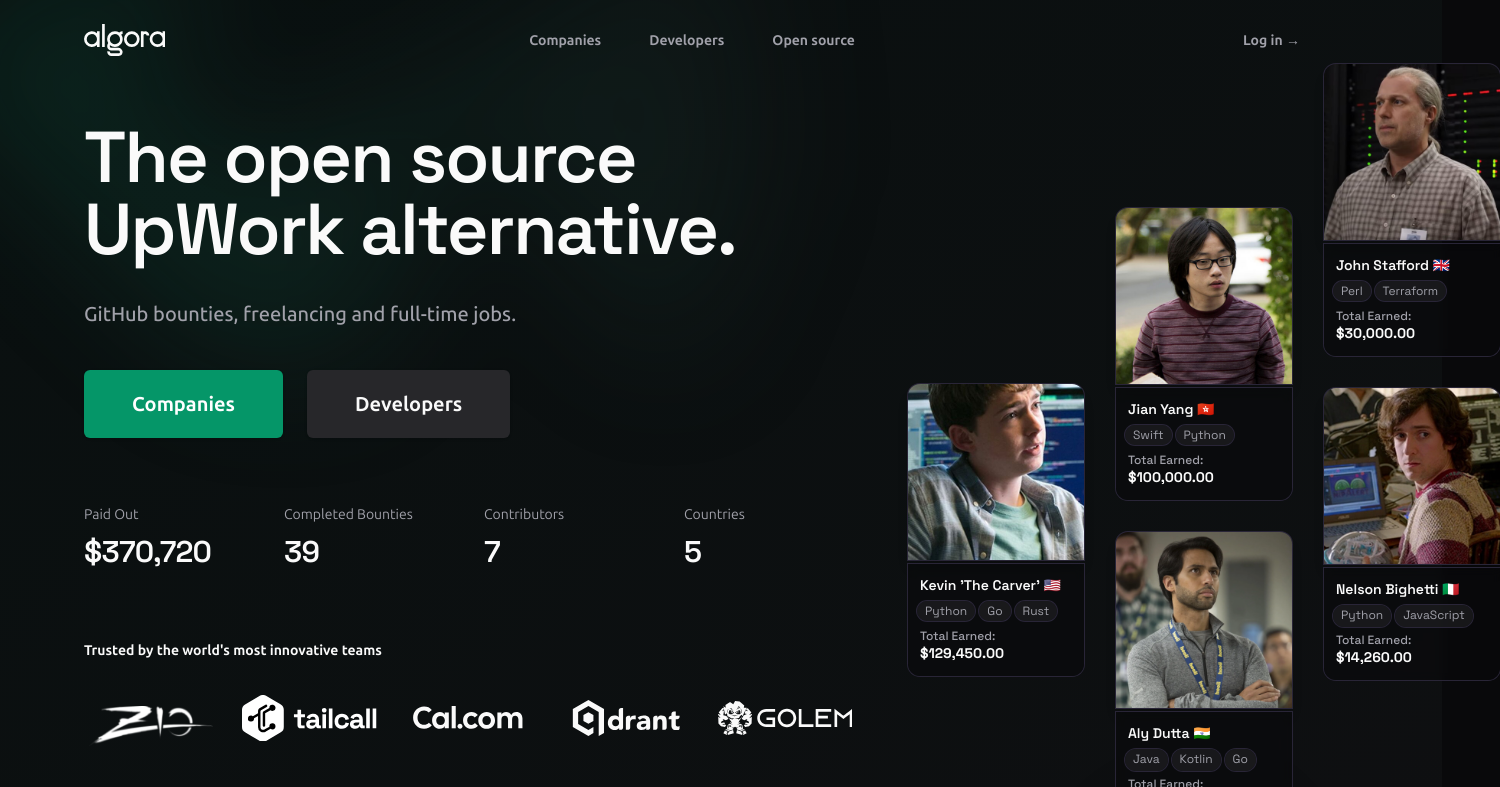 algora
Companies
Developers
Open source
Log in →
The open source
UpWork alternative.
GitHub bounties, freelancing and full-time jobs.
Companies
Developers
Paid Out
$370,720
Completed Bounties
39
Contributors
7
Countries
5
Trusted by the world's most innovative teams
ZIO
tailcall
Cal.com
qdrant
GOLEM
Kevin 'The Carver' 🇺🇸
Python Go Rust
Total Earned:
$129,450.00
Jian Yang 🇭🇰
Swift Python
Total Earned:
$100,000.00
Aly Dutta 🇮🇳
Java Kotlin Go
Total Earned:
John Stafford 🇬🇧
Perl Terraform
Total Earned:
$30,000.00
Nelson Bighetti 🇮🇹
Python JavaScript
Total Earned:
$14,260.00